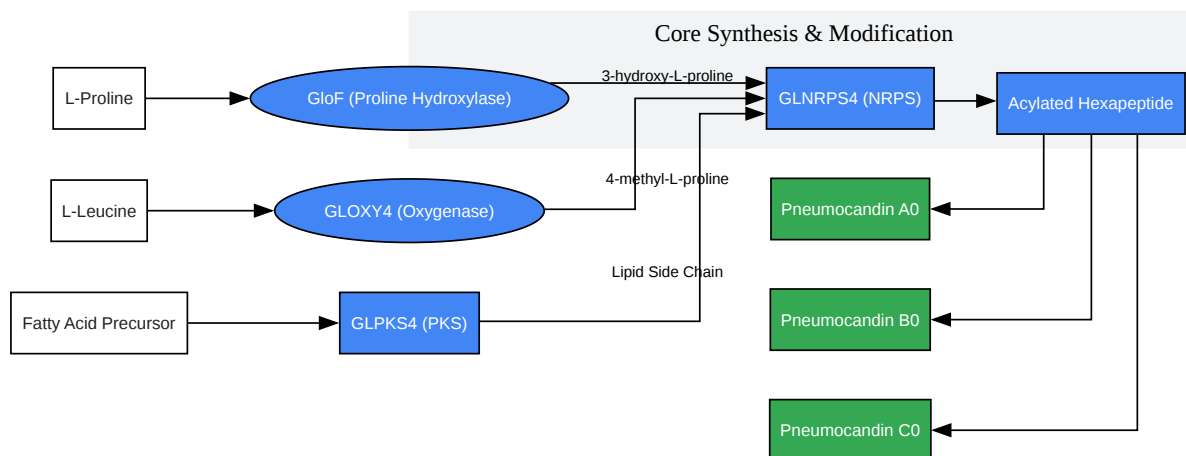 Core Synthesis & Modification
L-Proline
GloF (Proline Hydroxylase)
3-hydroxy-L-proline
GLNRPS4 (NRPS)
Acylated Hexapeptide
L-Leucine
GLOXY4 (Oxygenase)
4-methyl-L-proline
Pneumocandin A0
Lipid Side Chain
Fatty Acid Precursor
GLPKS4 (PKS)
Pneumocandin B0
Pneumocandin C0